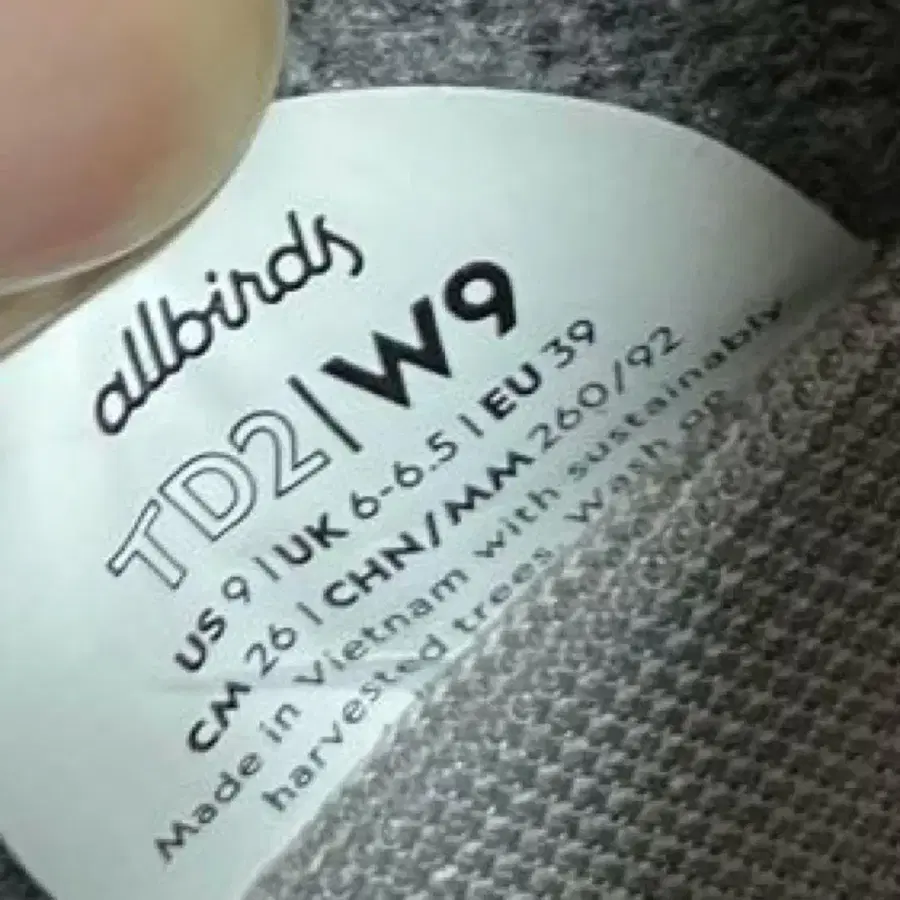 allbirds
TD2|W9
US 9 | UK 6-6.5 | EU 39
CM 26 | CHN/MM 260/92
Made in Vietnam with sustainably
harvested trees. Wash on